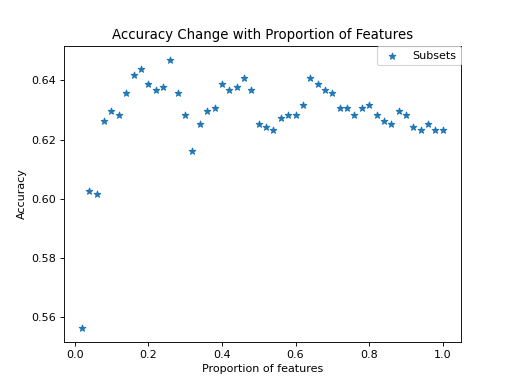 Accuracy Change with Proportion of Features
Subsets
0.64
0.62
0.60
0.58
0.56
Accuracy
0.0 0.2 0.4 0.6 0.8 1.0
Proportion of features